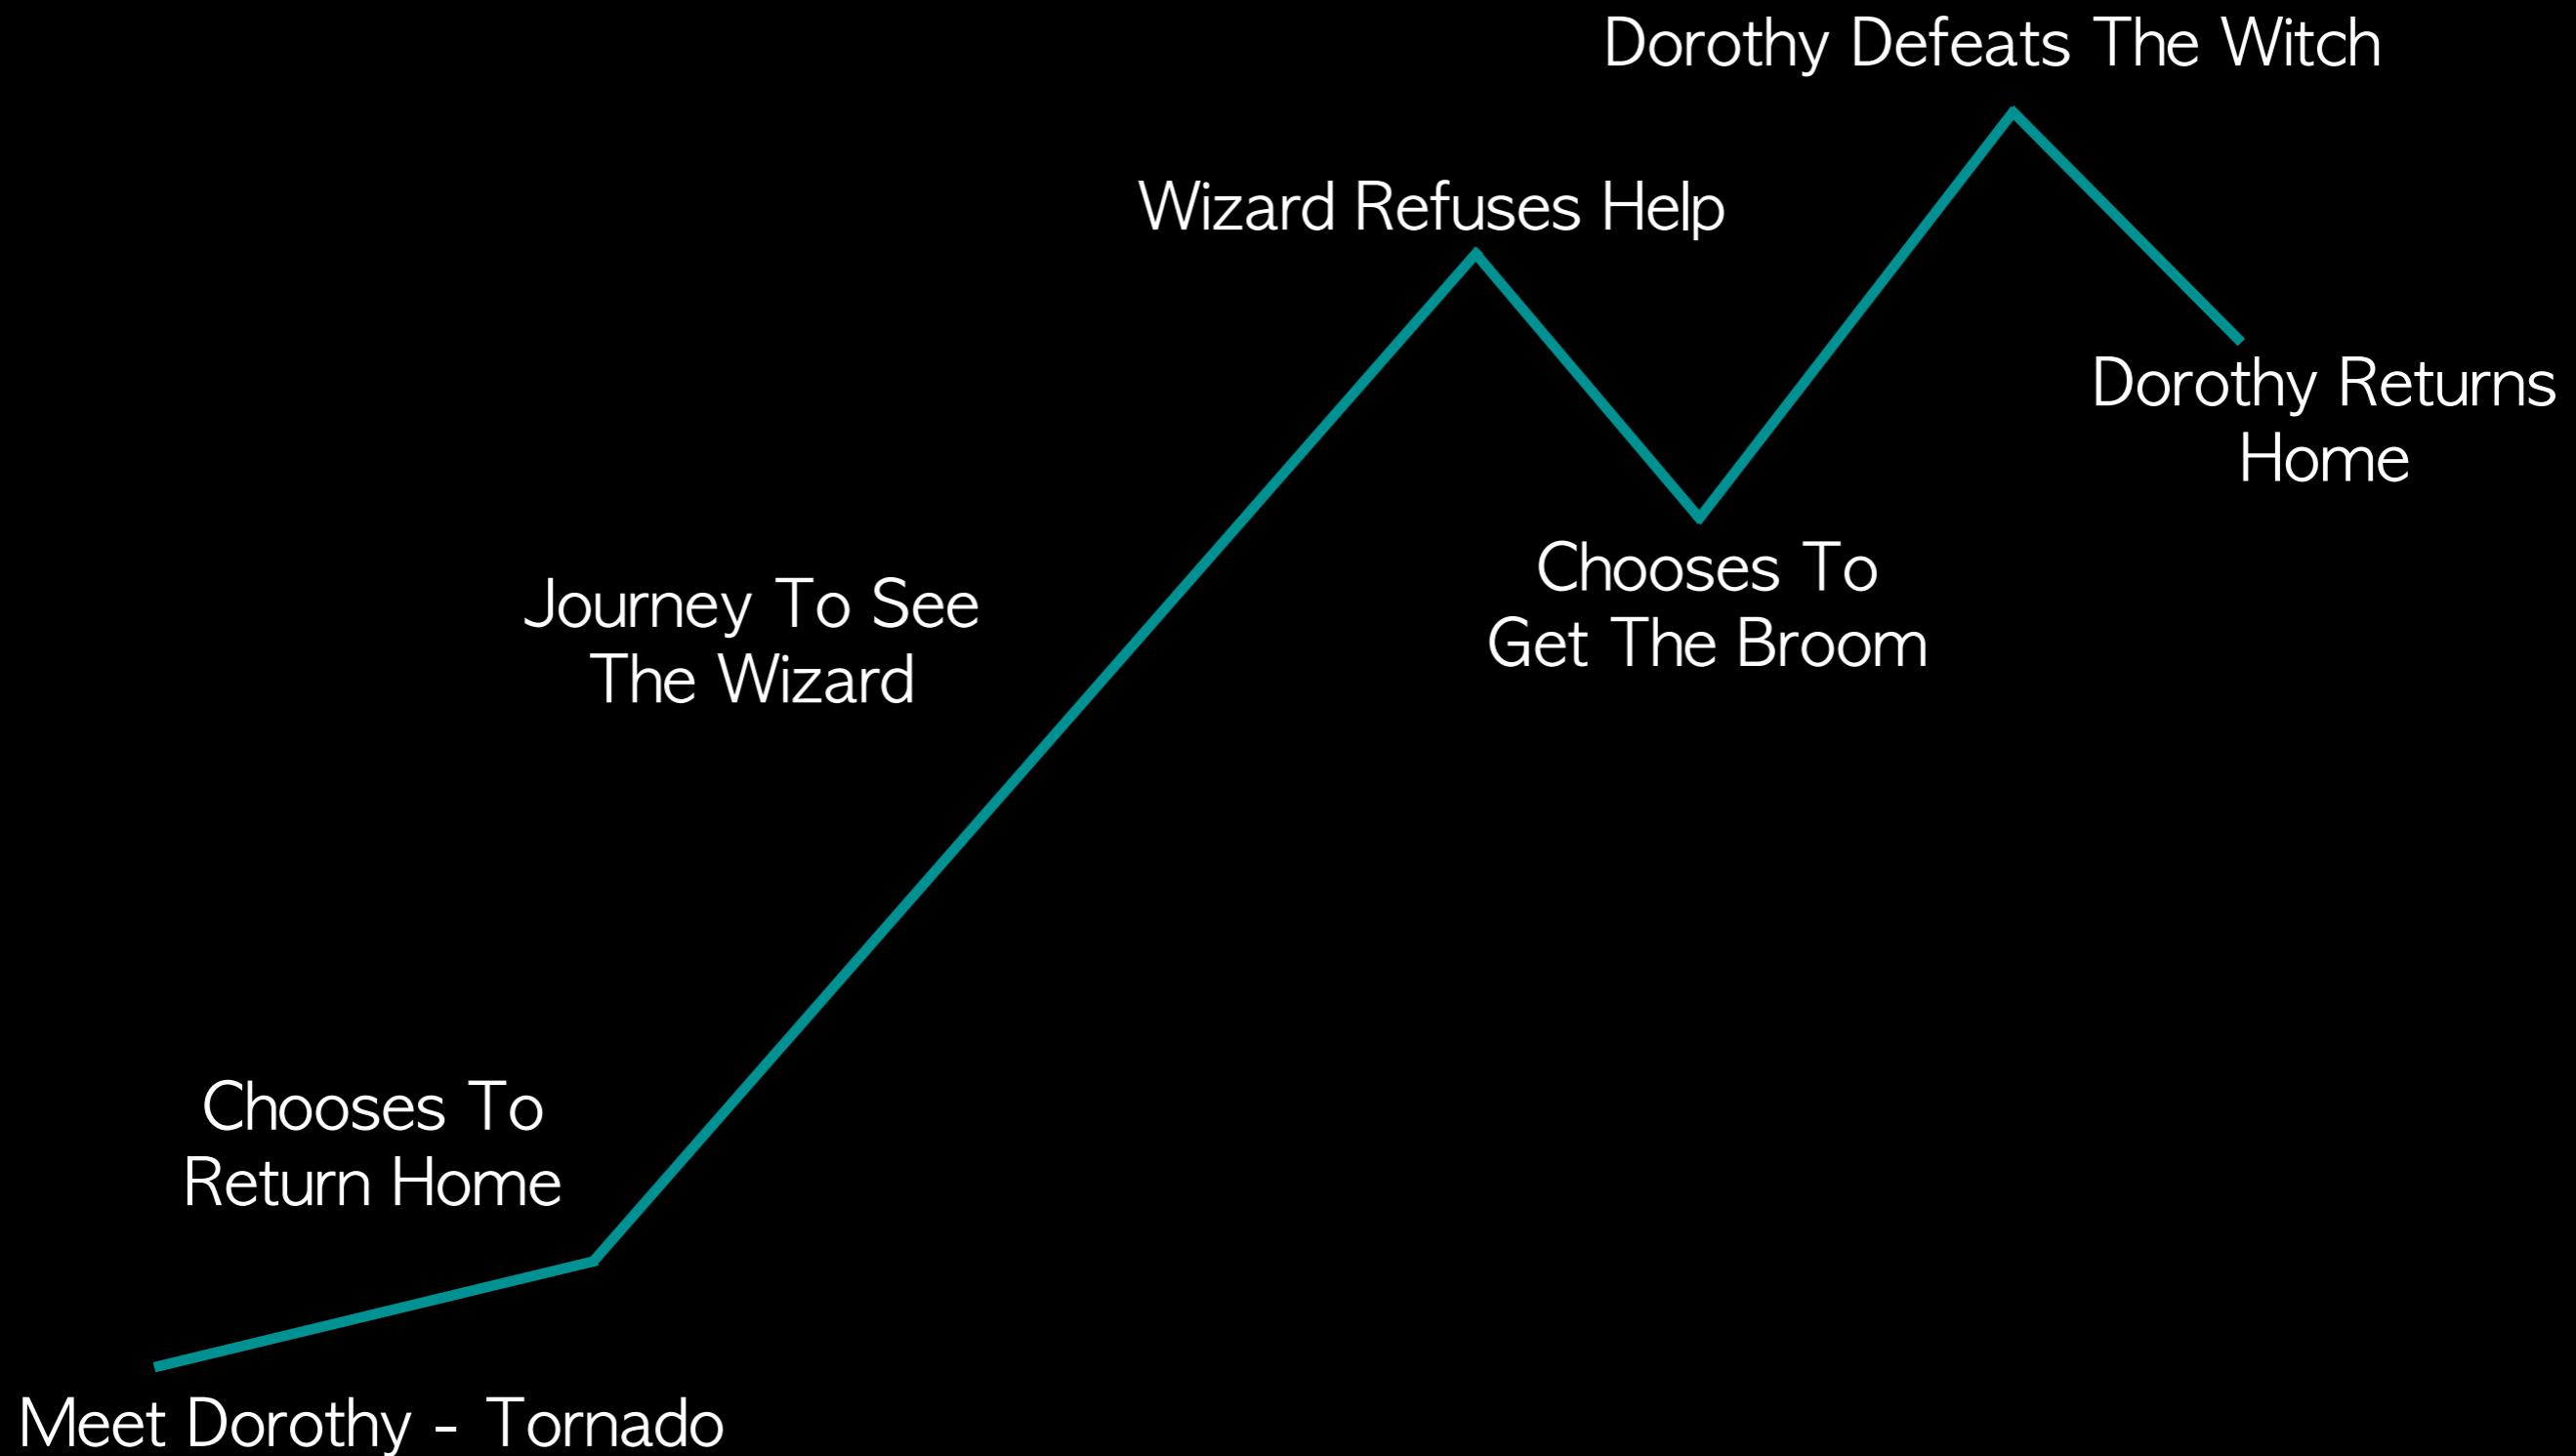 Dorothy Defeats The Witch
Wizard Refuses Help
Dorothy Returns
Home
Chooses To
Get The Broom
Journey To See
The Wizard
Chooses To
Return Home
Meet Dorothy - Tornado